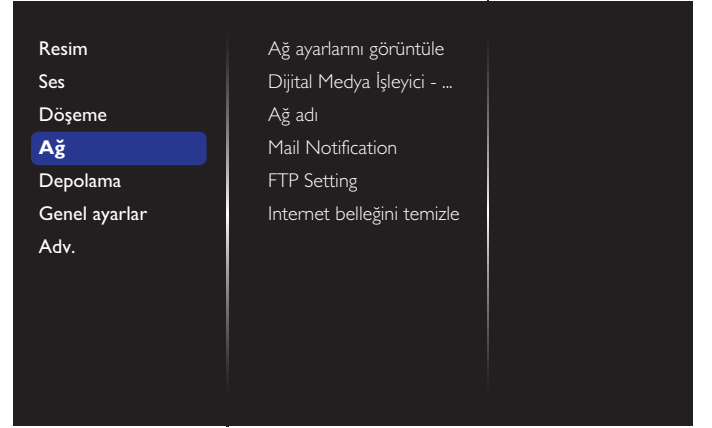 Resim
Ses
Döşeme
Ağ
Depolama
Genel ayarlar
Adv.
Ağ ayarlarını görüntüle
Dijital Medya İşleyici - ...
Ağ adı
Mail Notification
FTP Setting
Internet belleğini temizle